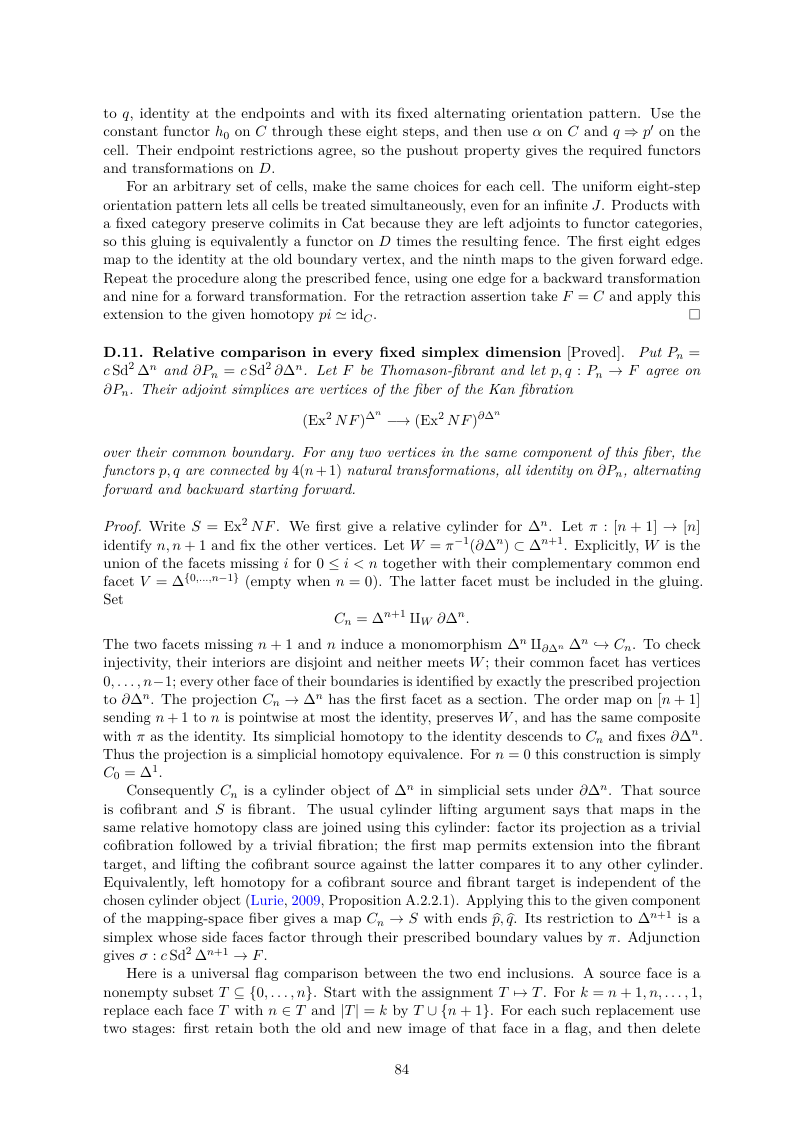 to q, identity at the endpoints and with its fixed alternating orientation pattern. Use the
constant functor h₀ on C through these eight steps, and then use α on C and q ⇒ p′ on the
cell. Their endpoint restrictions agree, so the pushout property gives the required functors
and transformations on D.
For an arbitrary set of cells, make the same choices for each cell. The uniform eight-step
orientation pattern lets all cells be treated simultaneously, even for an infinite J. Products with
a fixed category preserve colimits in Cat because they are left adjoints to functor categories,
so this gluing is equivalently a functor on D times the resulting fence. The first eight edges
map to the identity at the old boundary vertex, and the ninth maps to the given forward edge.
Repeat the procedure along the prescribed fence, using one edge for a backward transformation
and nine for a forward transformation. For the retraction assertion take F = C and apply this
extension to the given homotopy pi ≃ id_C. □
D.11. Relative comparison in every fixed simplex dimension [Proved]. Put Pₙ =
c Sd² Δⁿ and ∂Pₙ = c Sd² ∂Δⁿ. Let F be Thomason-fibrant and let p, q : Pₙ → F agree on
∂Pₙ. Their adjoint simplices are vertices of the fiber of the Kan fibration
(Ex² NF)^{Δⁿ} ⟶ (Ex² NF)^{∂Δⁿ}
over their common boundary. For any two vertices in the same component of this fiber, the
functors p, q are connected by 4(n+1) natural transformations, all identity on ∂Pₙ, alternating
forward and backward starting forward.
Proof. Write S = Ex² NF. We first give a relative cylinder for Δⁿ. Let π : [n + 1] → [n]
identify n, n + 1 and fix the other vertices. Let W = π⁻¹(∂Δⁿ) ⊂ Δⁿ⁺¹. Explicitly, W is the
union of the facets missing i for 0 ≤ i < n together with their complementary common end
facet V = Δ^{{0,...,n−1}} (empty when n = 0). The latter facet must be included in the gluing.
Set
Cₙ = Δⁿ⁺¹ ⨿_W ∂Δⁿ.
The two facets missing n + 1 and n induce a monomorphism Δⁿ ⨿_{∂Δⁿ} Δⁿ ↪ Cₙ. To check
injectivity, their interiors are disjoint and neither meets W; their common facet has vertices
0, . . . , n−1; every other face of their boundaries is identified by exactly the prescribed projection
to ∂Δⁿ. The projection Cₙ → Δⁿ has the first facet as a section. The order map on [n + 1]
sending n + 1 to n is pointwise at most the identity, preserves W, and has the same composite
with π as the identity. Its simplicial homotopy to the identity descends to Cₙ and fixes ∂Δⁿ.
Thus the projection is a simplicial homotopy equivalence. For n = 0 this construction is simply
C₀ = Δ¹.
Consequently Cₙ is a cylinder object of Δⁿ in simplicial sets under ∂Δⁿ. That source
is cofibrant and S is fibrant. The usual cylinder lifting argument says that maps in the
same relative homotopy class are joined using this cylinder: factor its projection as a trivial
cofibration followed by a trivial fibration; the first map permits extension into the fibrant
target, and lifting the cofibrant source against the latter compares it to any other cylinder.
Equivalently, left homotopy for a cofibrant source and fibrant target is independent of the
chosen cylinder object (Lurie, 2009, Proposition A.2.2.1). Applying this to the given component
of the mapping-space fiber gives a map Cₙ → S with ends p̂, q̂. Its restriction to Δⁿ⁺¹ is a
simplex whose side faces factor through their prescribed boundary values by π. Adjunction
gives σ : c Sd² Δⁿ⁺¹ → F.
Here is a universal flag comparison between the two end inclusions. A source face is a
nonempty subset T ⊆ {0, . . . , n}. Start with the assignment T ↦ T. For k = n + 1, n, . . . , 1,
replace each face T with n ∈ T and |T| = k by T ∪ {n + 1}. For each such replacement use
two stages: first retain both the old and new image of that face in a flag, and then delete
84